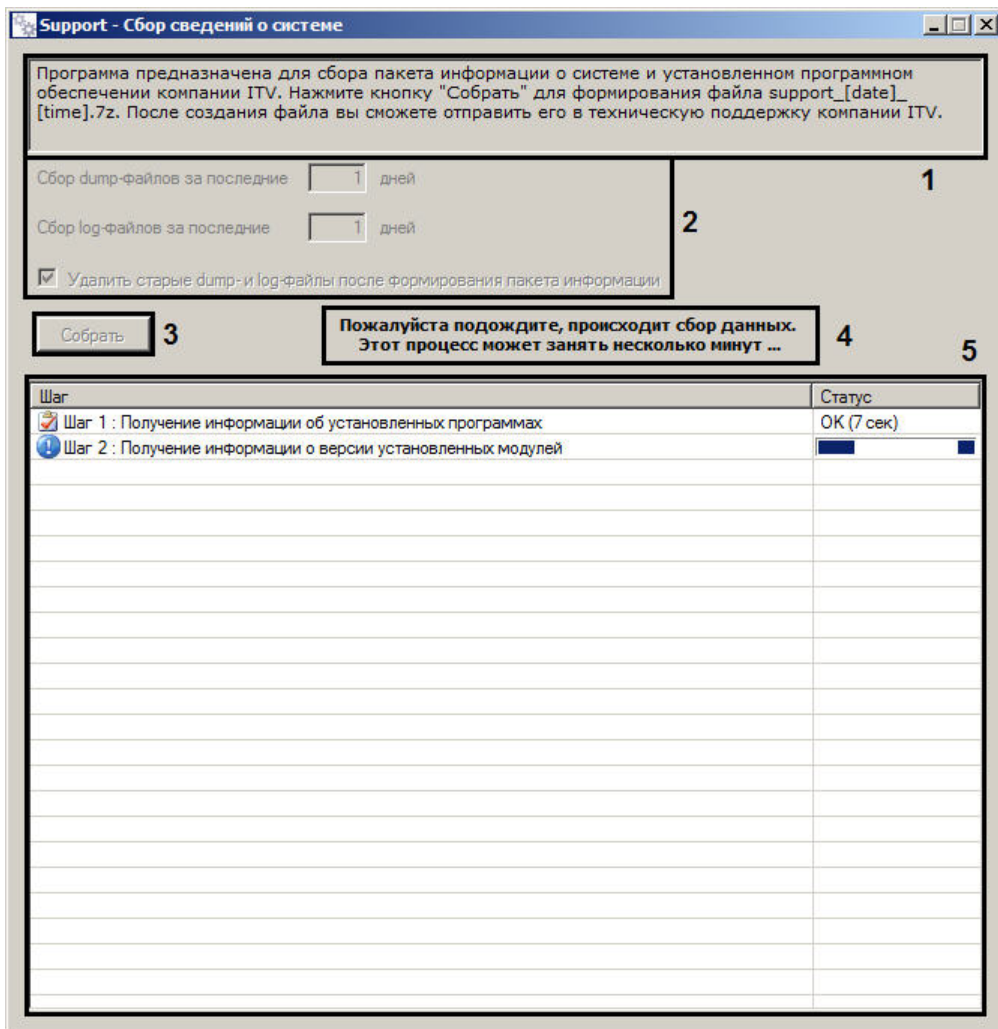 Support - Сбор сведений о системе
Программа предназначена для сбора пакета информации о системе и установленном программном
обеспечении компании ITV. Нажмите кнопку "Собрать" для формирования файла support_[date]_
[time].7z. После создания файла вы сможете отправить его в техническую поддержку компании ITV.
1
Сбор dump-файлов за последние 1 дней
2
Сбор log-файлов за последние 1 дней
Удалить старые dump- и log-файлы после формирования пакета информации
Собрать 3
Пожалуйста подождите, происходит сбор данных.
Этот процесс может занять несколько минут ...
4
5
Шаг Статус
Шаг 1 : Получение информации об установленных программах OK (7 сек)
Шаг 2 : Получение информации о версии установленных модулей